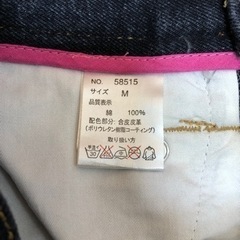 NO. 58515
サイズ M
品質表示
綿 100%
配色部分: 合皮皮革
(ポリウレタン樹脂コーティング)
取り扱い方